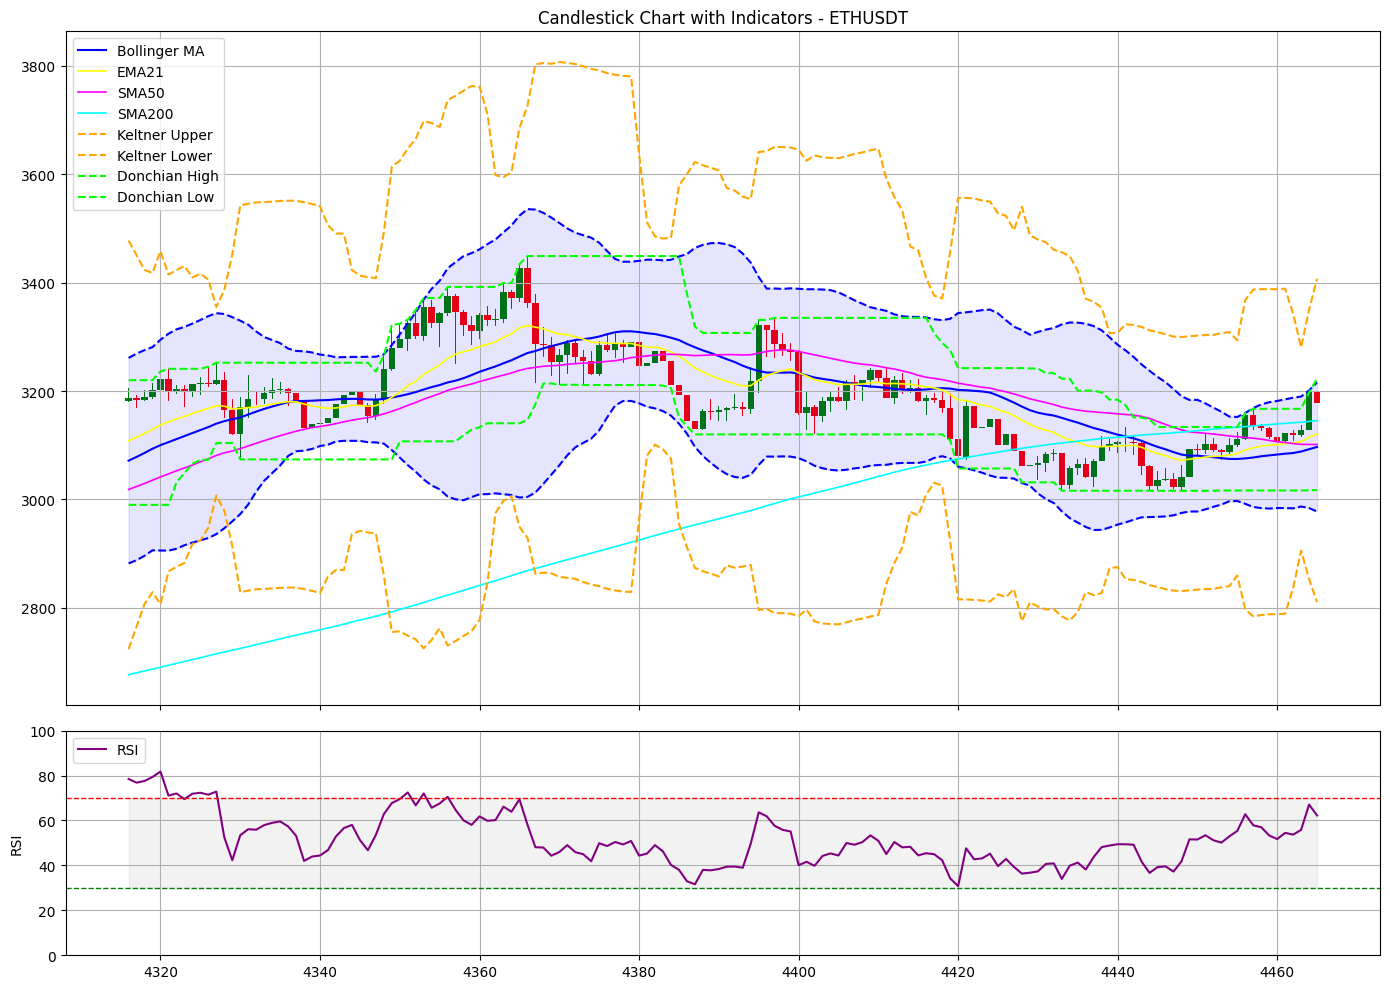 Candlestick Chart with Indicators - ETHUSDT
Bollinger MA
EMA21
SMA50
SMA200
Keltner Upper
Keltner Lower
Donchian High
Donchian Low
3800
3600
3400
3200
3000
2800
RSI
100
80
60
40
20
0
RSI
4320 4340 4360 4380 4400 4420 4440 4460